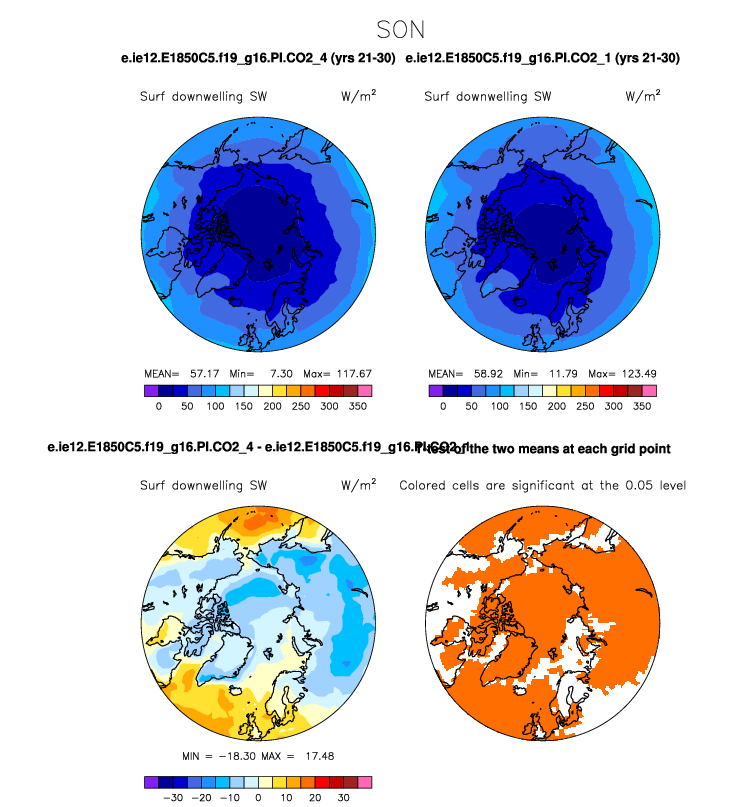 SON
e.ie12.E1850C5.f19_g16.PI.CO2_4 (yrs 21-30) e.ie12.E1850C5.f19_g16.PI.CO2_1 (yrs 21-30)
Surf downwelling SW W/m² Surf downwelling SW W/m²
MEAN= 57.17 Min= 7.30 Max= 117.67 MEAN= 58.92 Min= 11.79 Max= 123.49
0 50 100 150 200 250 300 350 0 50 100 150 200 250 300 350
e.ie12.E1850C5.f19_g16.PI.CO2_4 - e.ie12.E1850C5.f19_g16.PI.CO2_1 T-test of the two means at each grid point
Surf downwelling SW W/m² Colored cells are significant at the 0.05 level
MIN = -18.30 MAX = 17.48
-30 -20 -10 0 10 20 30